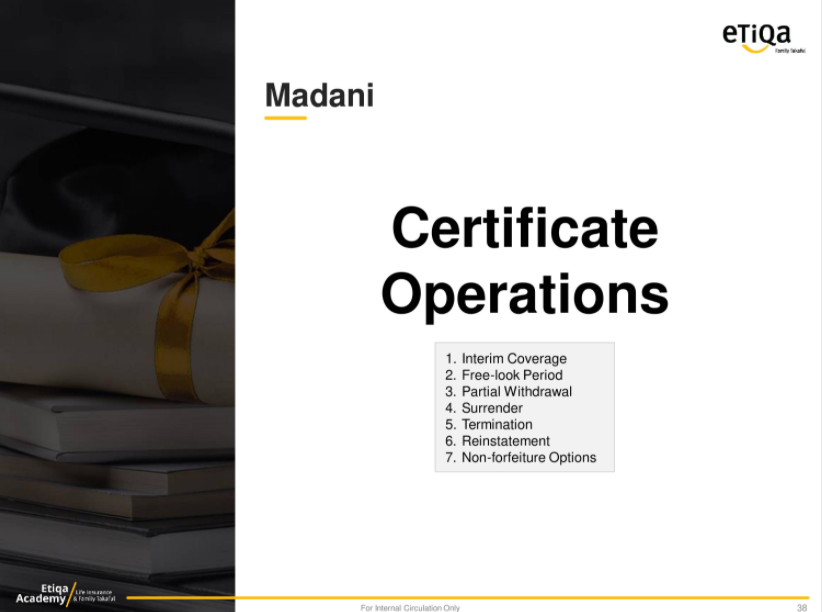 eTiQa
Family Takaful
Madani
Certificate
Operations
1. Interim Coverage
2. Free-look Period
3. Partial Withdrawal
4. Surrender
5. Termination
6. Reinstatement
7. Non-forfeiture Options
Etiqa Academy
Life Insurance
& Family Takaful
For Internal Circulation Only
38